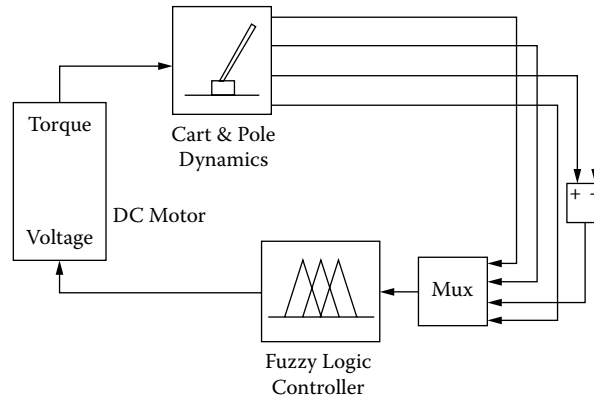 Torque
Cart & Pole
Dynamics
+ −
Voltage
DC Motor
Mux
Fuzzy Logic
Controller